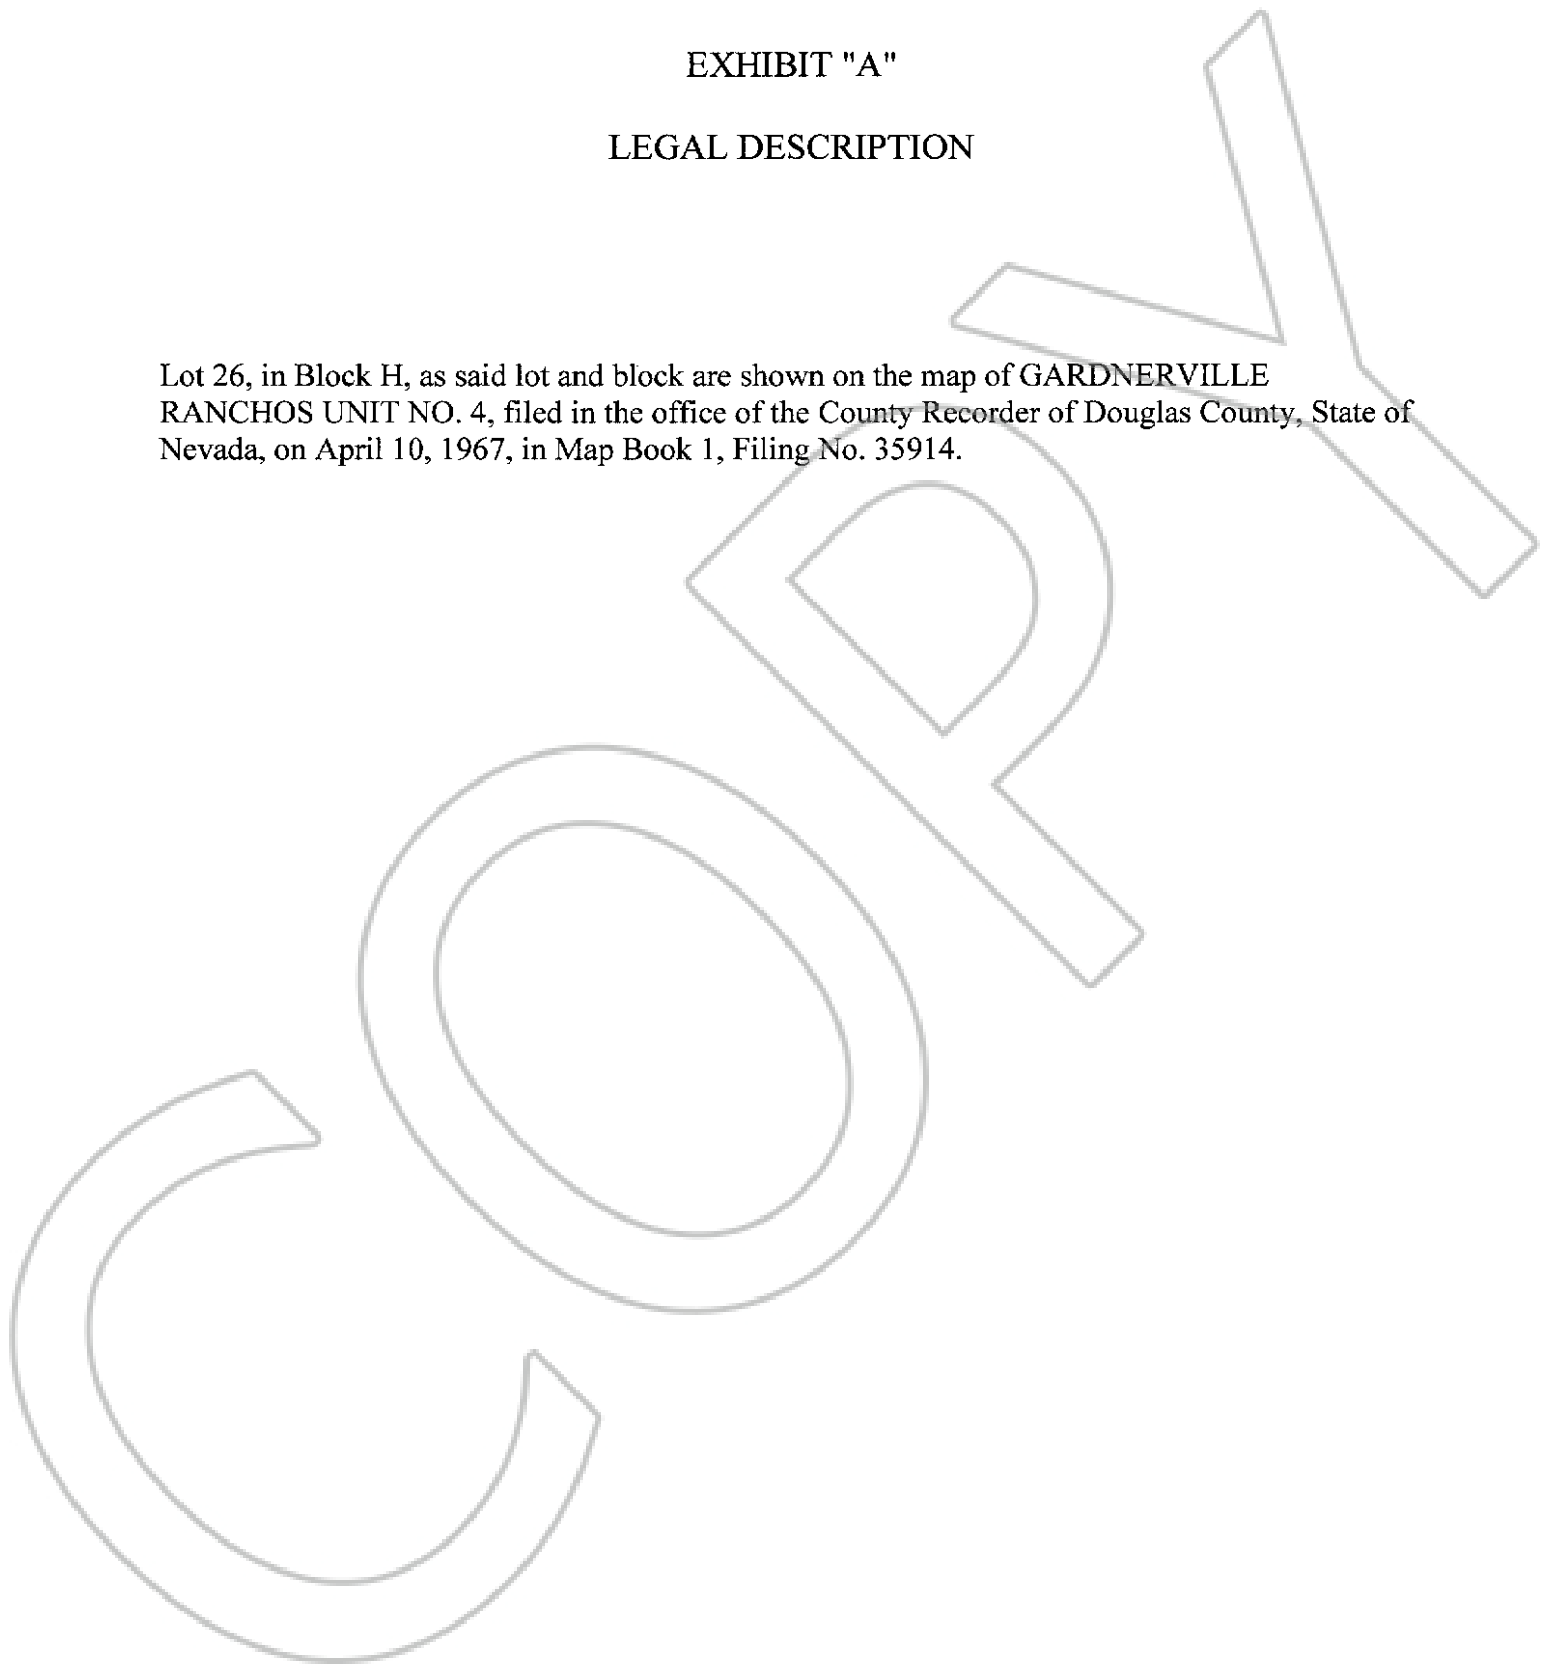 EXHIBIT "A"
LEGAL DESCRIPTION
Lot 26, in Block H, as said lot and block are shown on the map of GARDNERVILLE
RANCHOS UNIT NO. 4, filed in the office of the County Recorder of Douglas County, State of
Nevada, on April 10, 1967, in Map Book 1, Filing No. 35914.
COPY